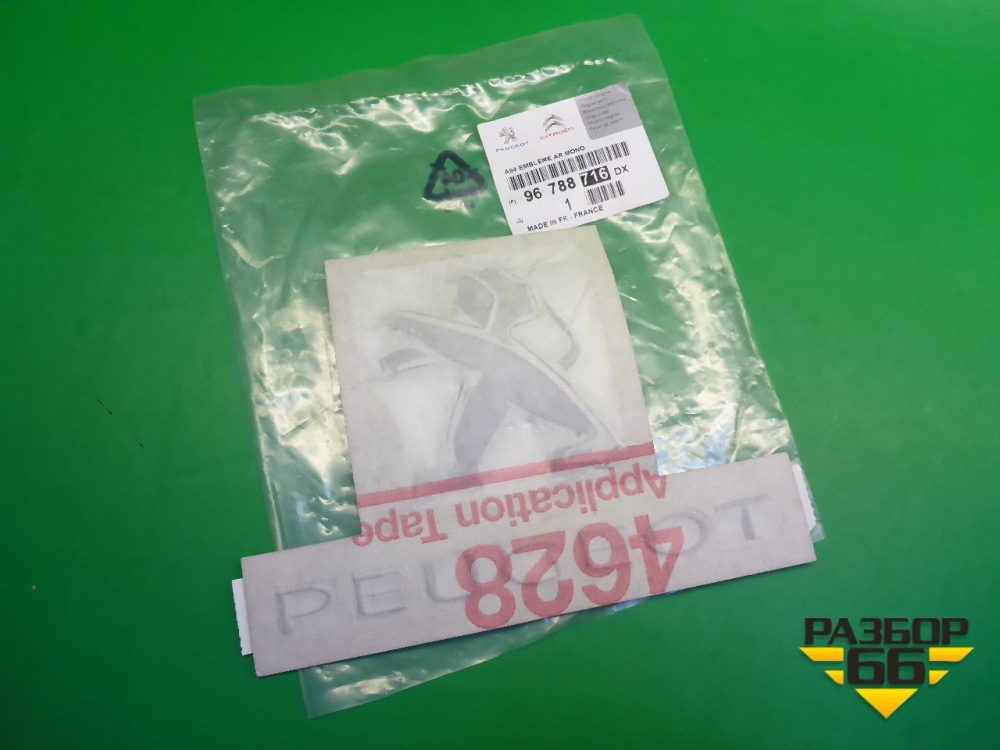 PEUGEOT
CITROËN
A94 EMBLEME AR MONO
(P) 96 788 716 DX
1
MADE IN FR - FRANCE
Application Tape
4628
PEUGEOT
РАЗБОР
66